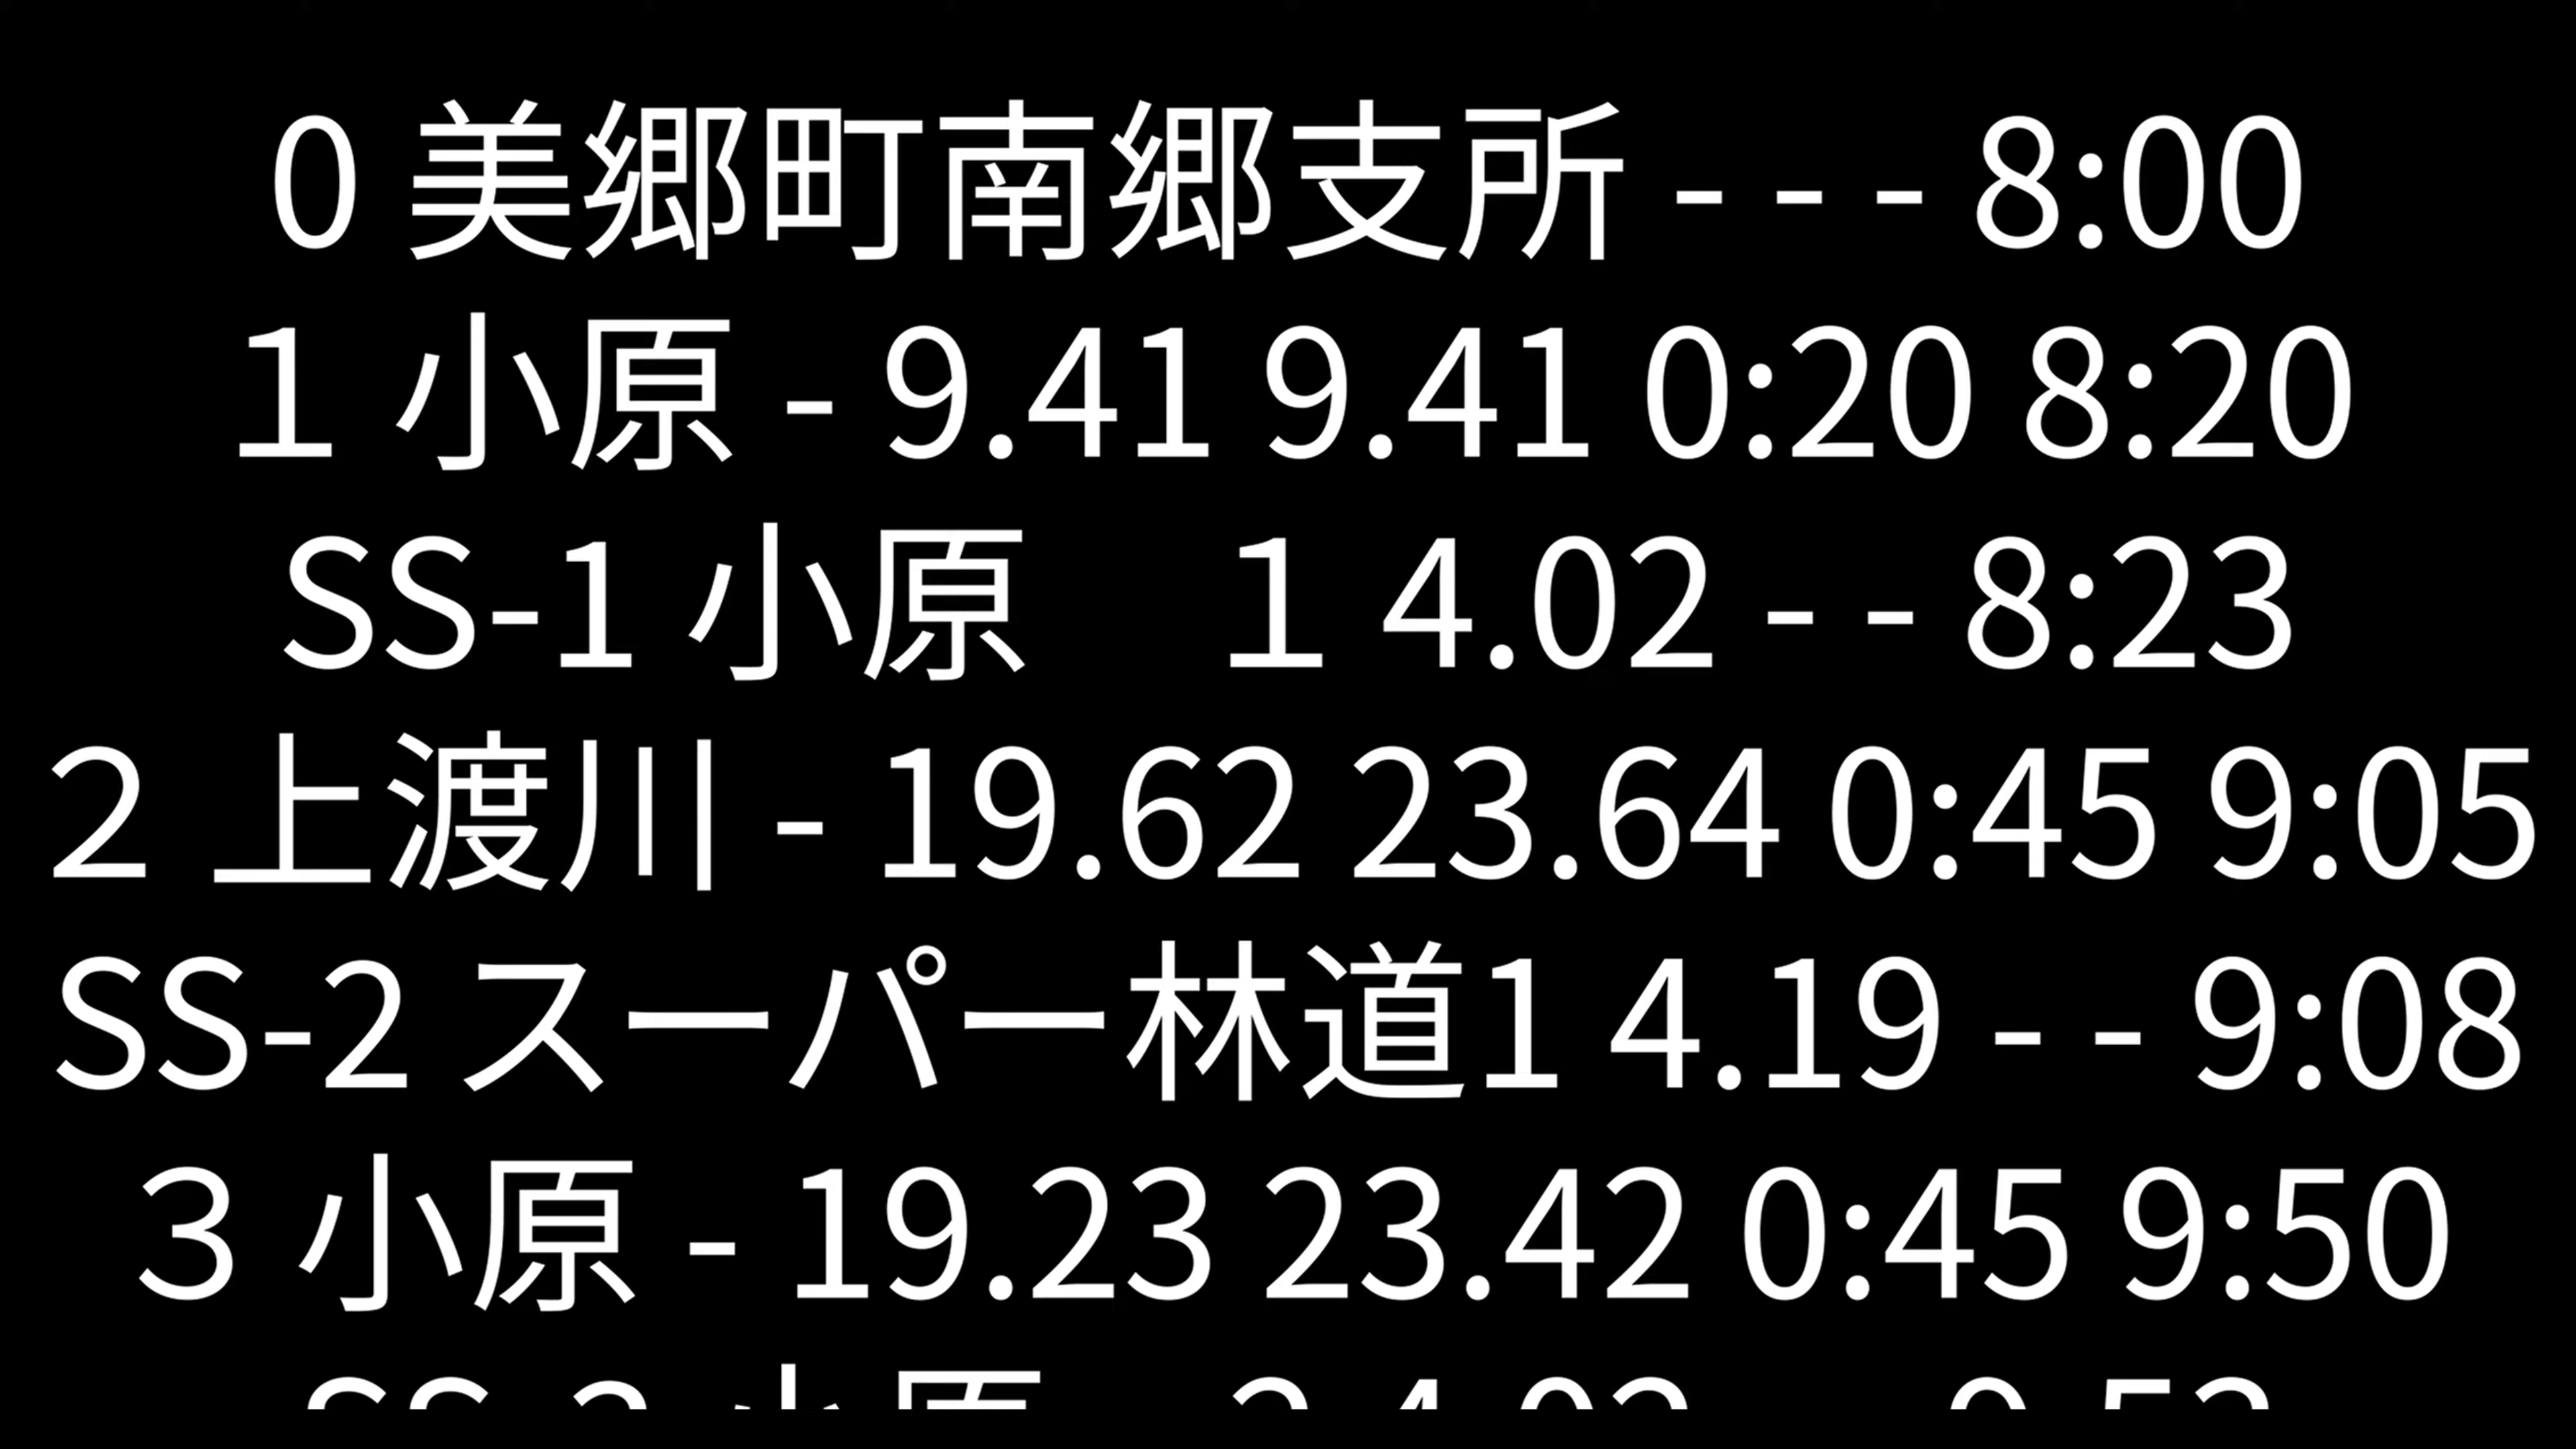 0 美郷町南郷支所 - - - 8:00
1 小原 - 9.41 9.41 0:20 8:20
SS-1 小原　1 4.02 - - 8:23
2 上渡川 - 19.62 23.64 0:45 9:05
SS-2 スーパー林道1 4.19 - - 9:08
3 小原 - 19.23 23.42 0:45 9:50